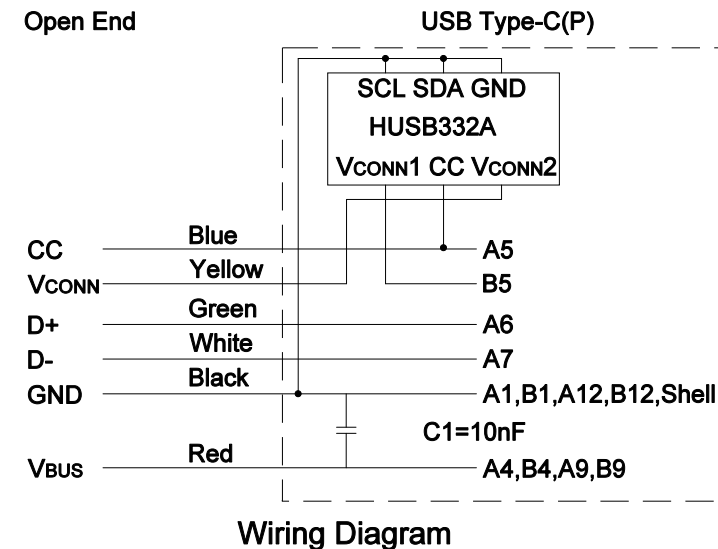 Open End USB Type-C(P)
SCL SDA GND
HUSB332A
VCONN1 CC VCONN2
CC Blue A5
VCONN Yellow B5
D+ Green A6
D- White A7
GND Black A1,B1,A12,B12,Shell
C1=10nF
VBUS Red A4,B4,A9,B9
Wiring Diagram